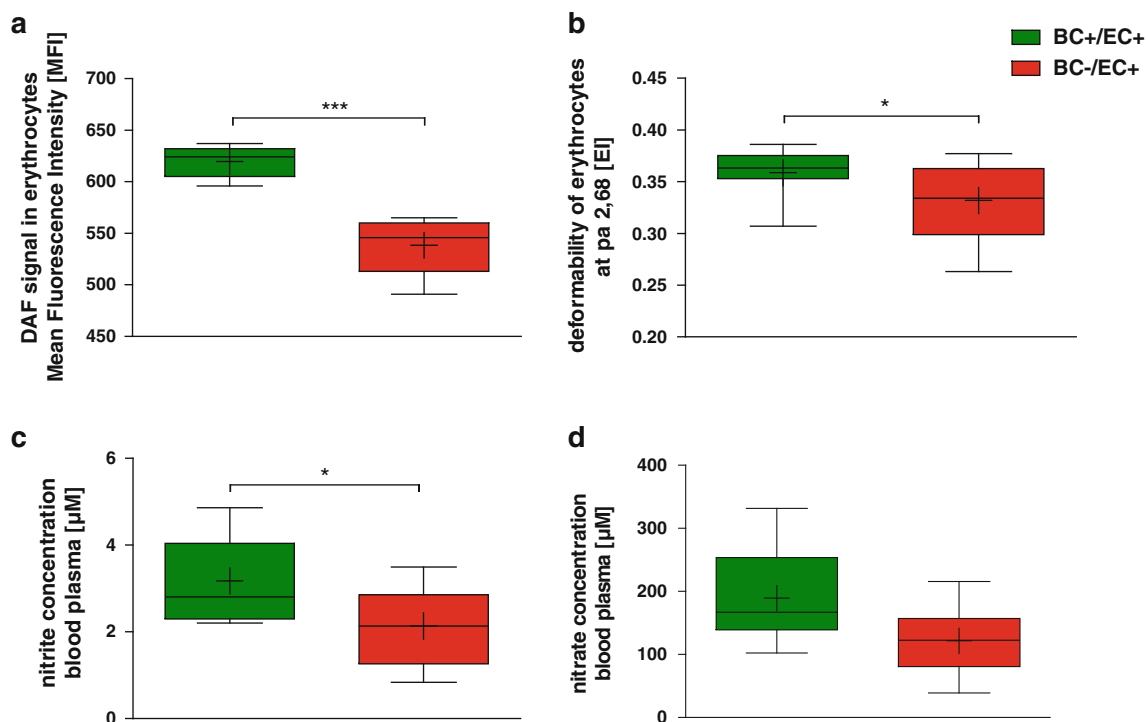 a
DAF signal in erythrocytes
Mean Fluorescence Intensity [MFI]
700
650
600
550
500
450
***
b
BC+/EC+
BC-/EC+
deformability of erythrocytes
at pa 2,68 [EI]
0.45
0.40
0.35
0.30
0.25
0.20
*
c
nitrite concentration
blood plasma [µM]
6
4
2
0
*
d
nitrate concentration
blood plasma [µM]
400
300
200
100
0